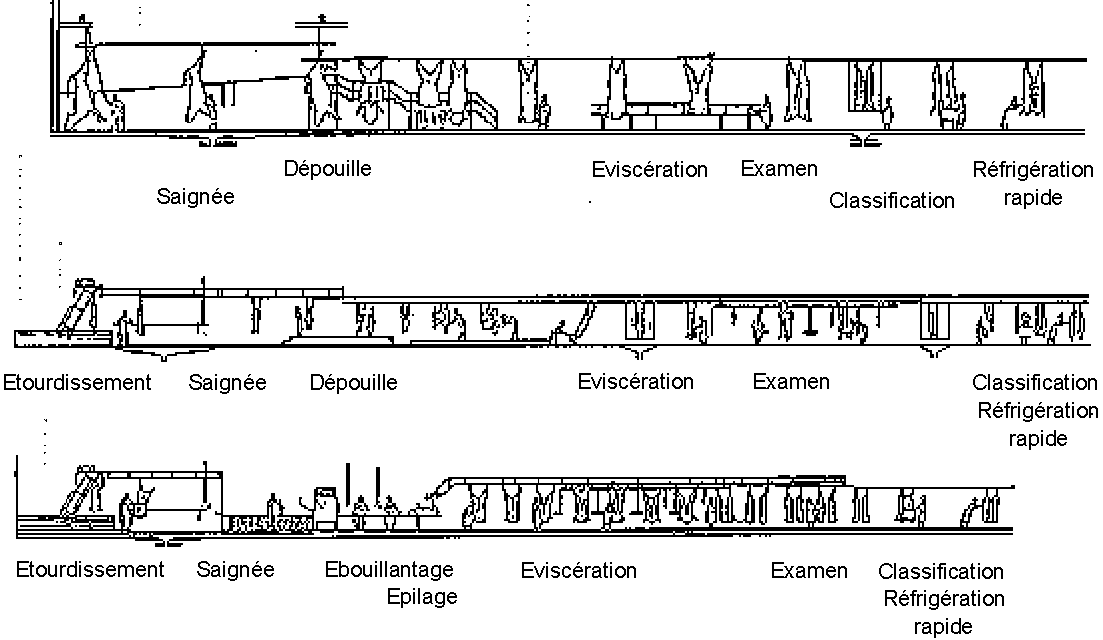 Dépouille
Eviscération
Examen
Réfrigération
rapide
Saignée
Classification
Etourdissement
Saignée
Dépouille
Eviscération
Examen
Classification
Réfrigération
rapide
Etourdissement
Saignée
Ebouillantage
Epilage
Eviscération
Examen
Classification
Réfrigération
rapide